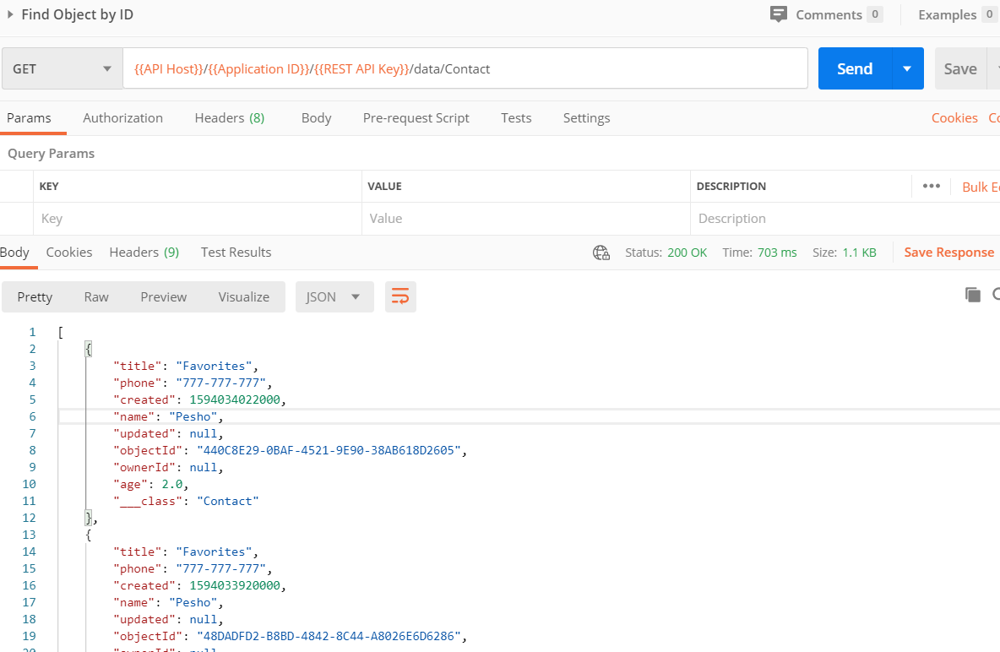 Find Object by ID
Comments 0 Examples 0
GET {{API Host}}/{{Application ID}}/{{REST API Key}}/data/Contact Send Save
Params Authorization Headers (8) Body Pre-request Script Tests Settings Cookies
Query Params
KEY VALUE DESCRIPTION ••• Bulk
Key Value Description
Body Cookies Headers (9) Test Results Status: 200 OK Time: 703 ms Size: 1.1 KB Save Response
Pretty Raw Preview Visualize JSON
1 [
2 {
3 "title": "Favorites",
4 "phone": "777-777-777",
5 "created": 1594034022000,
6 "name": "Pesho",
7 "updated": null,
8 "objectId": "440C8E29-0BAF-4521-9E90-38AB618D2605",
9 "ownerId": null,
10 "age": 2.0,
11 "___class": "Contact"
12 },
13 {
14 "title": "Favorites",
15 "phone": "777-777-777",
16 "created": 1594033920000,
17 "name": "Pesho",
18 "updated": null,
19 "objectId": "48DADFD2-B8BD-4842-8C44-A8026E6D6286",